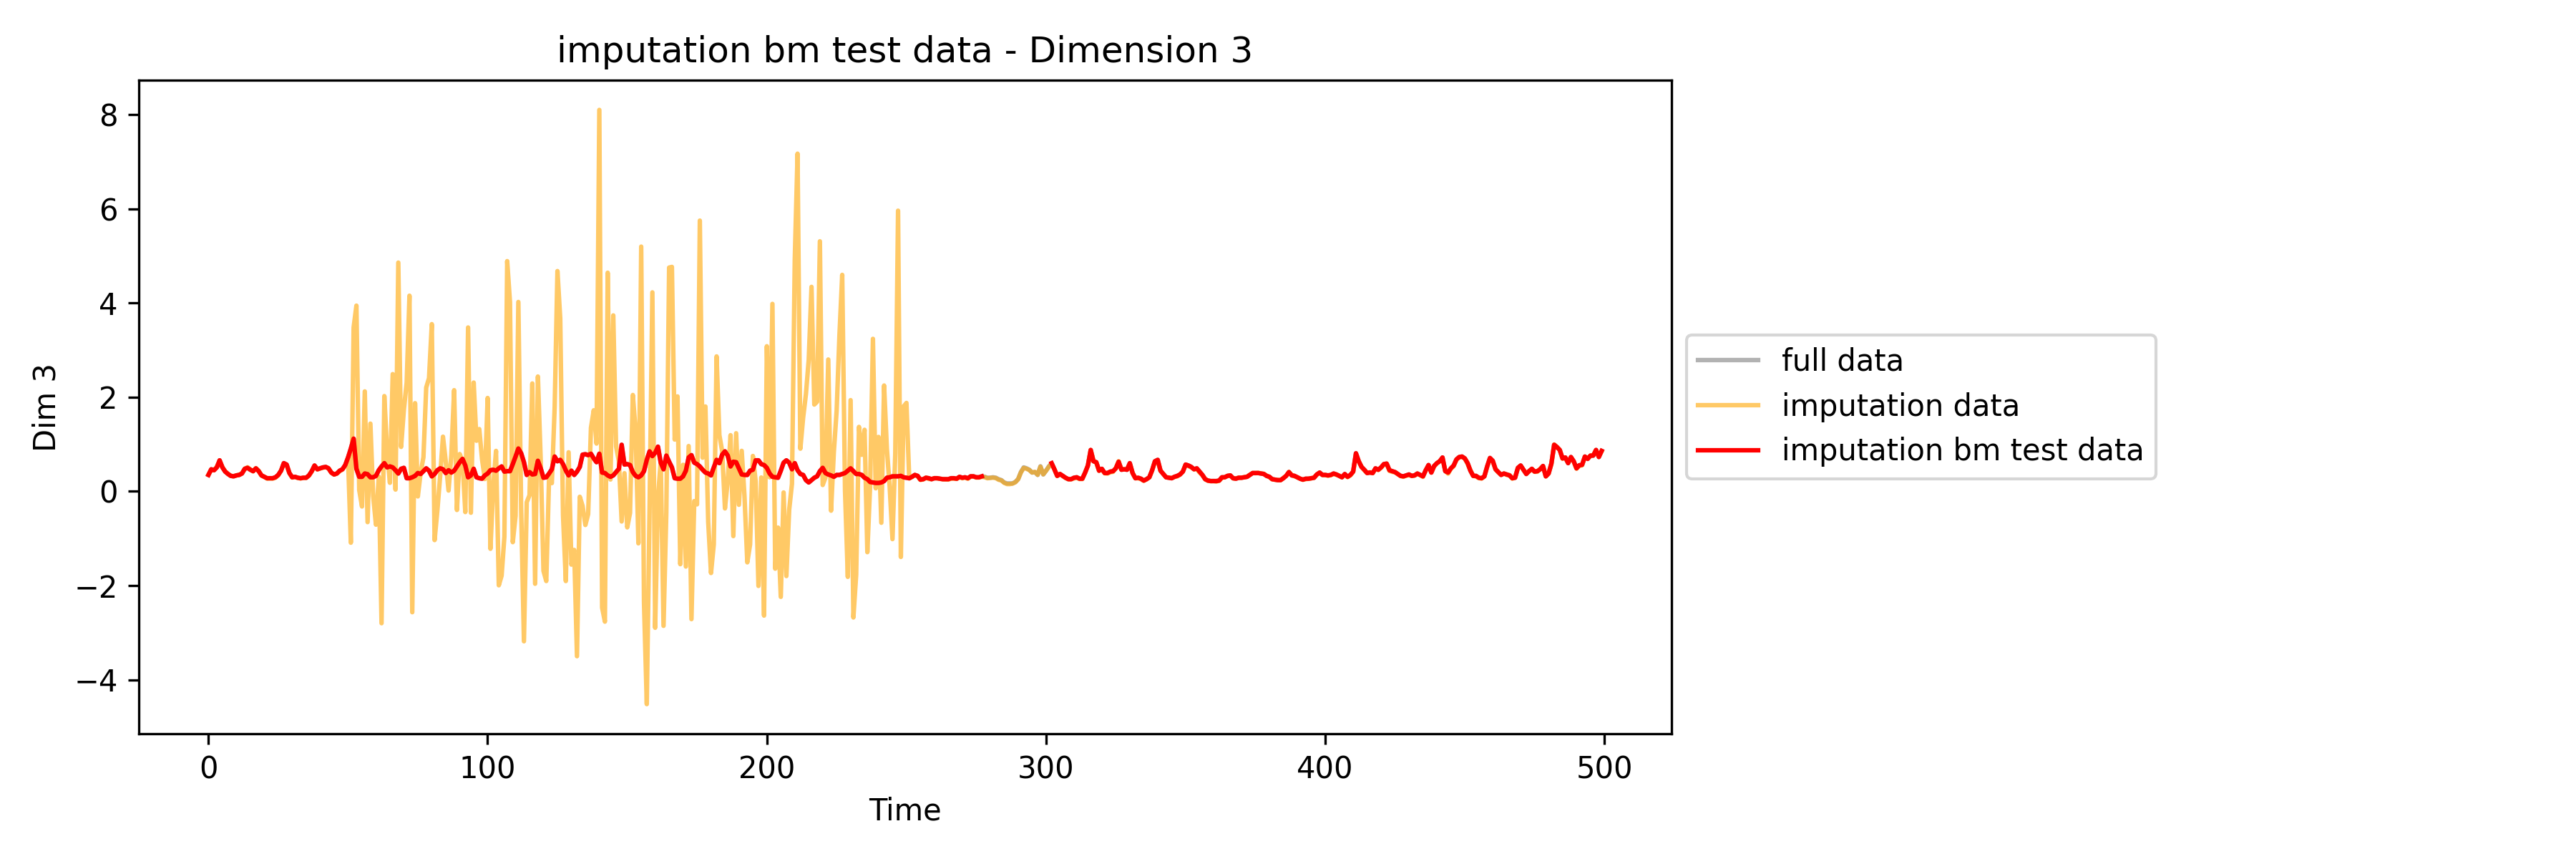 imputation bm test data - Dimension 3
8
6
4
2
0
−2
−4
Dim 3
0 100 200 300 400 500
Time
full data
imputation data
imputation bm test data